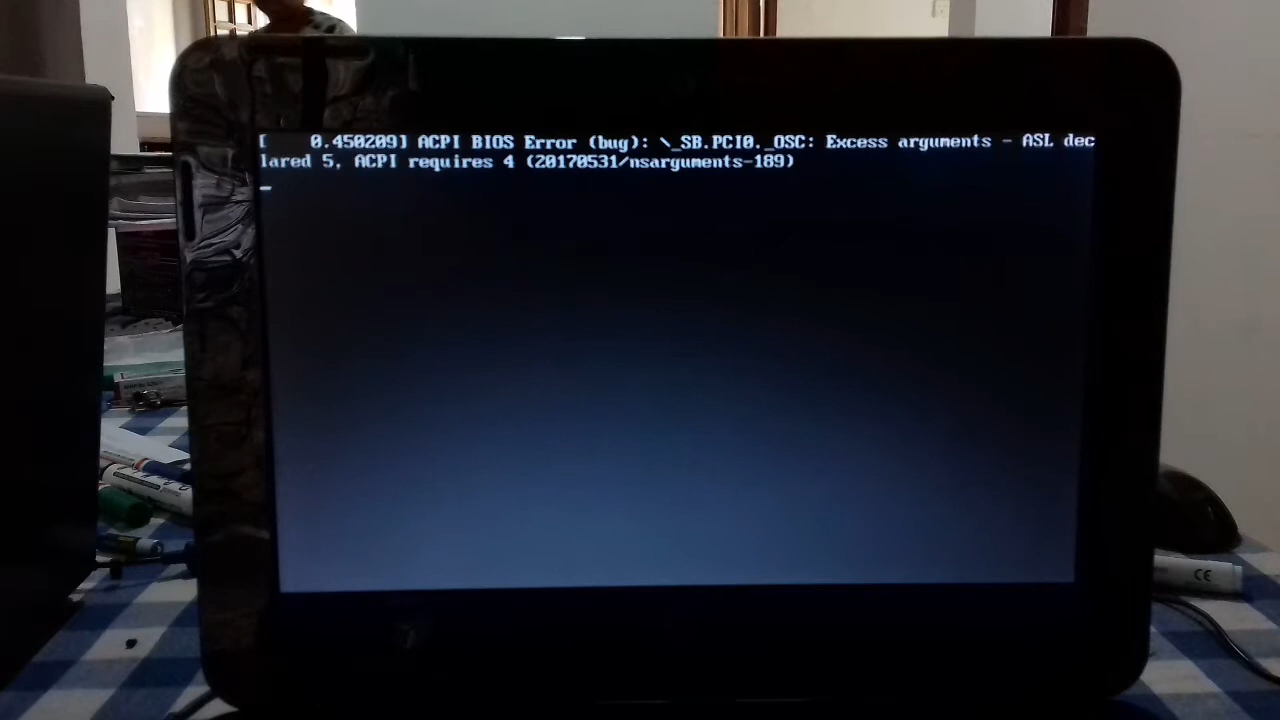 [    0.450209] ACPI BIOS Error (bug): \_SB.PCI0._OSC: Excess arguments - ASL dec
lared 5, ACPI requires 4 (20170531/nsarguments-189)
CE